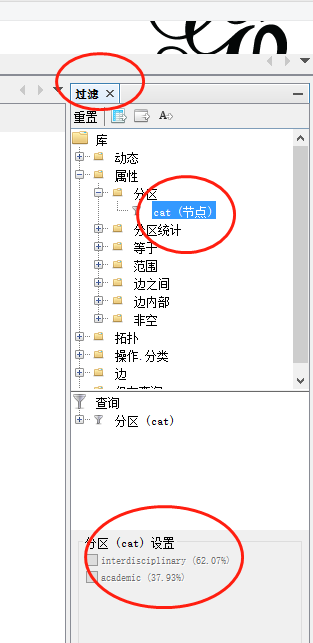 过滤 ×
重置
A
库
动态
属性
分区
cat (节点)
分区统计
等于
范围
边之间
边内部
非空
拓扑
操作.分类
边
查询
分区 (cat)
分区 (cat) 设置
interdisciplinary (62.07%)
academic (37.93%)